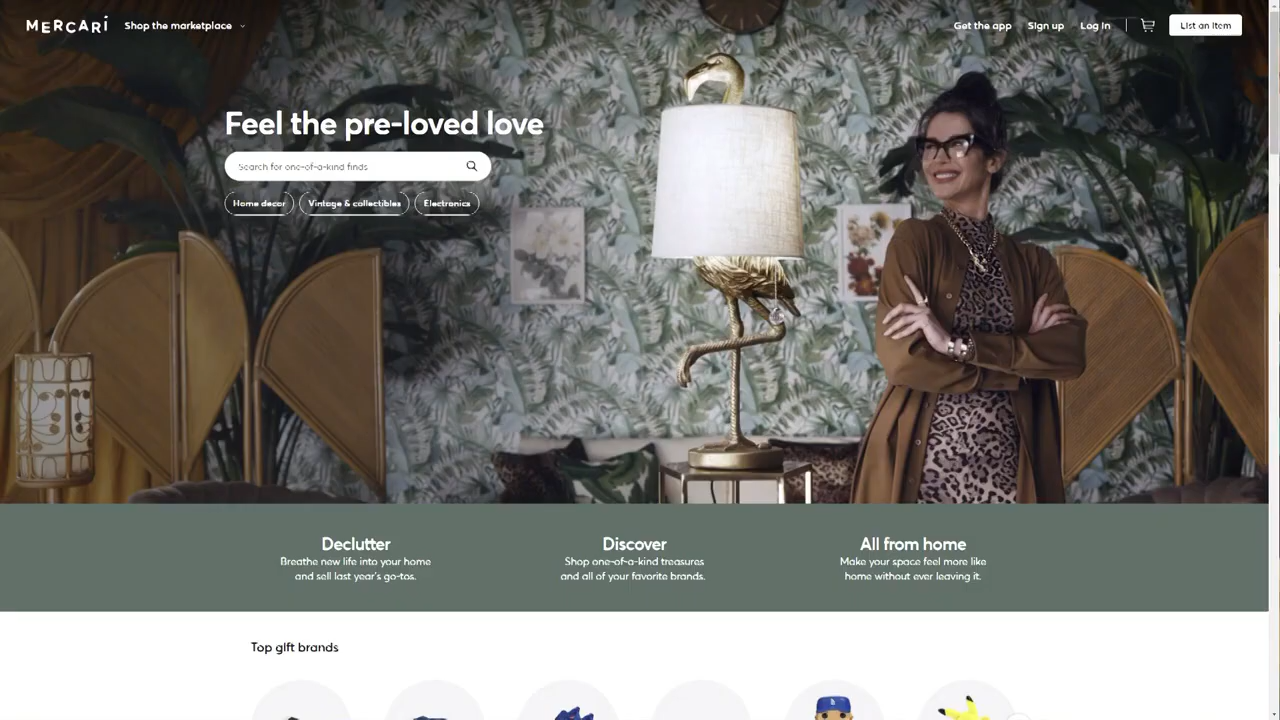 MERCARI
Shop the marketplace
Get the app
Sign up
Log in
List an item
Feel the pre-loved love
Search for one-of-a-kind finds
Home decor
Vintage & collectibles
Electronics
Declutter
Breathe new life into your home
and sell last year's go-tos.
Discover
Shop one-of-a-kind treasures
and all of your favorite brands.
All from home
Make your space feel more like
home without ever leaving it.
Top gift brands